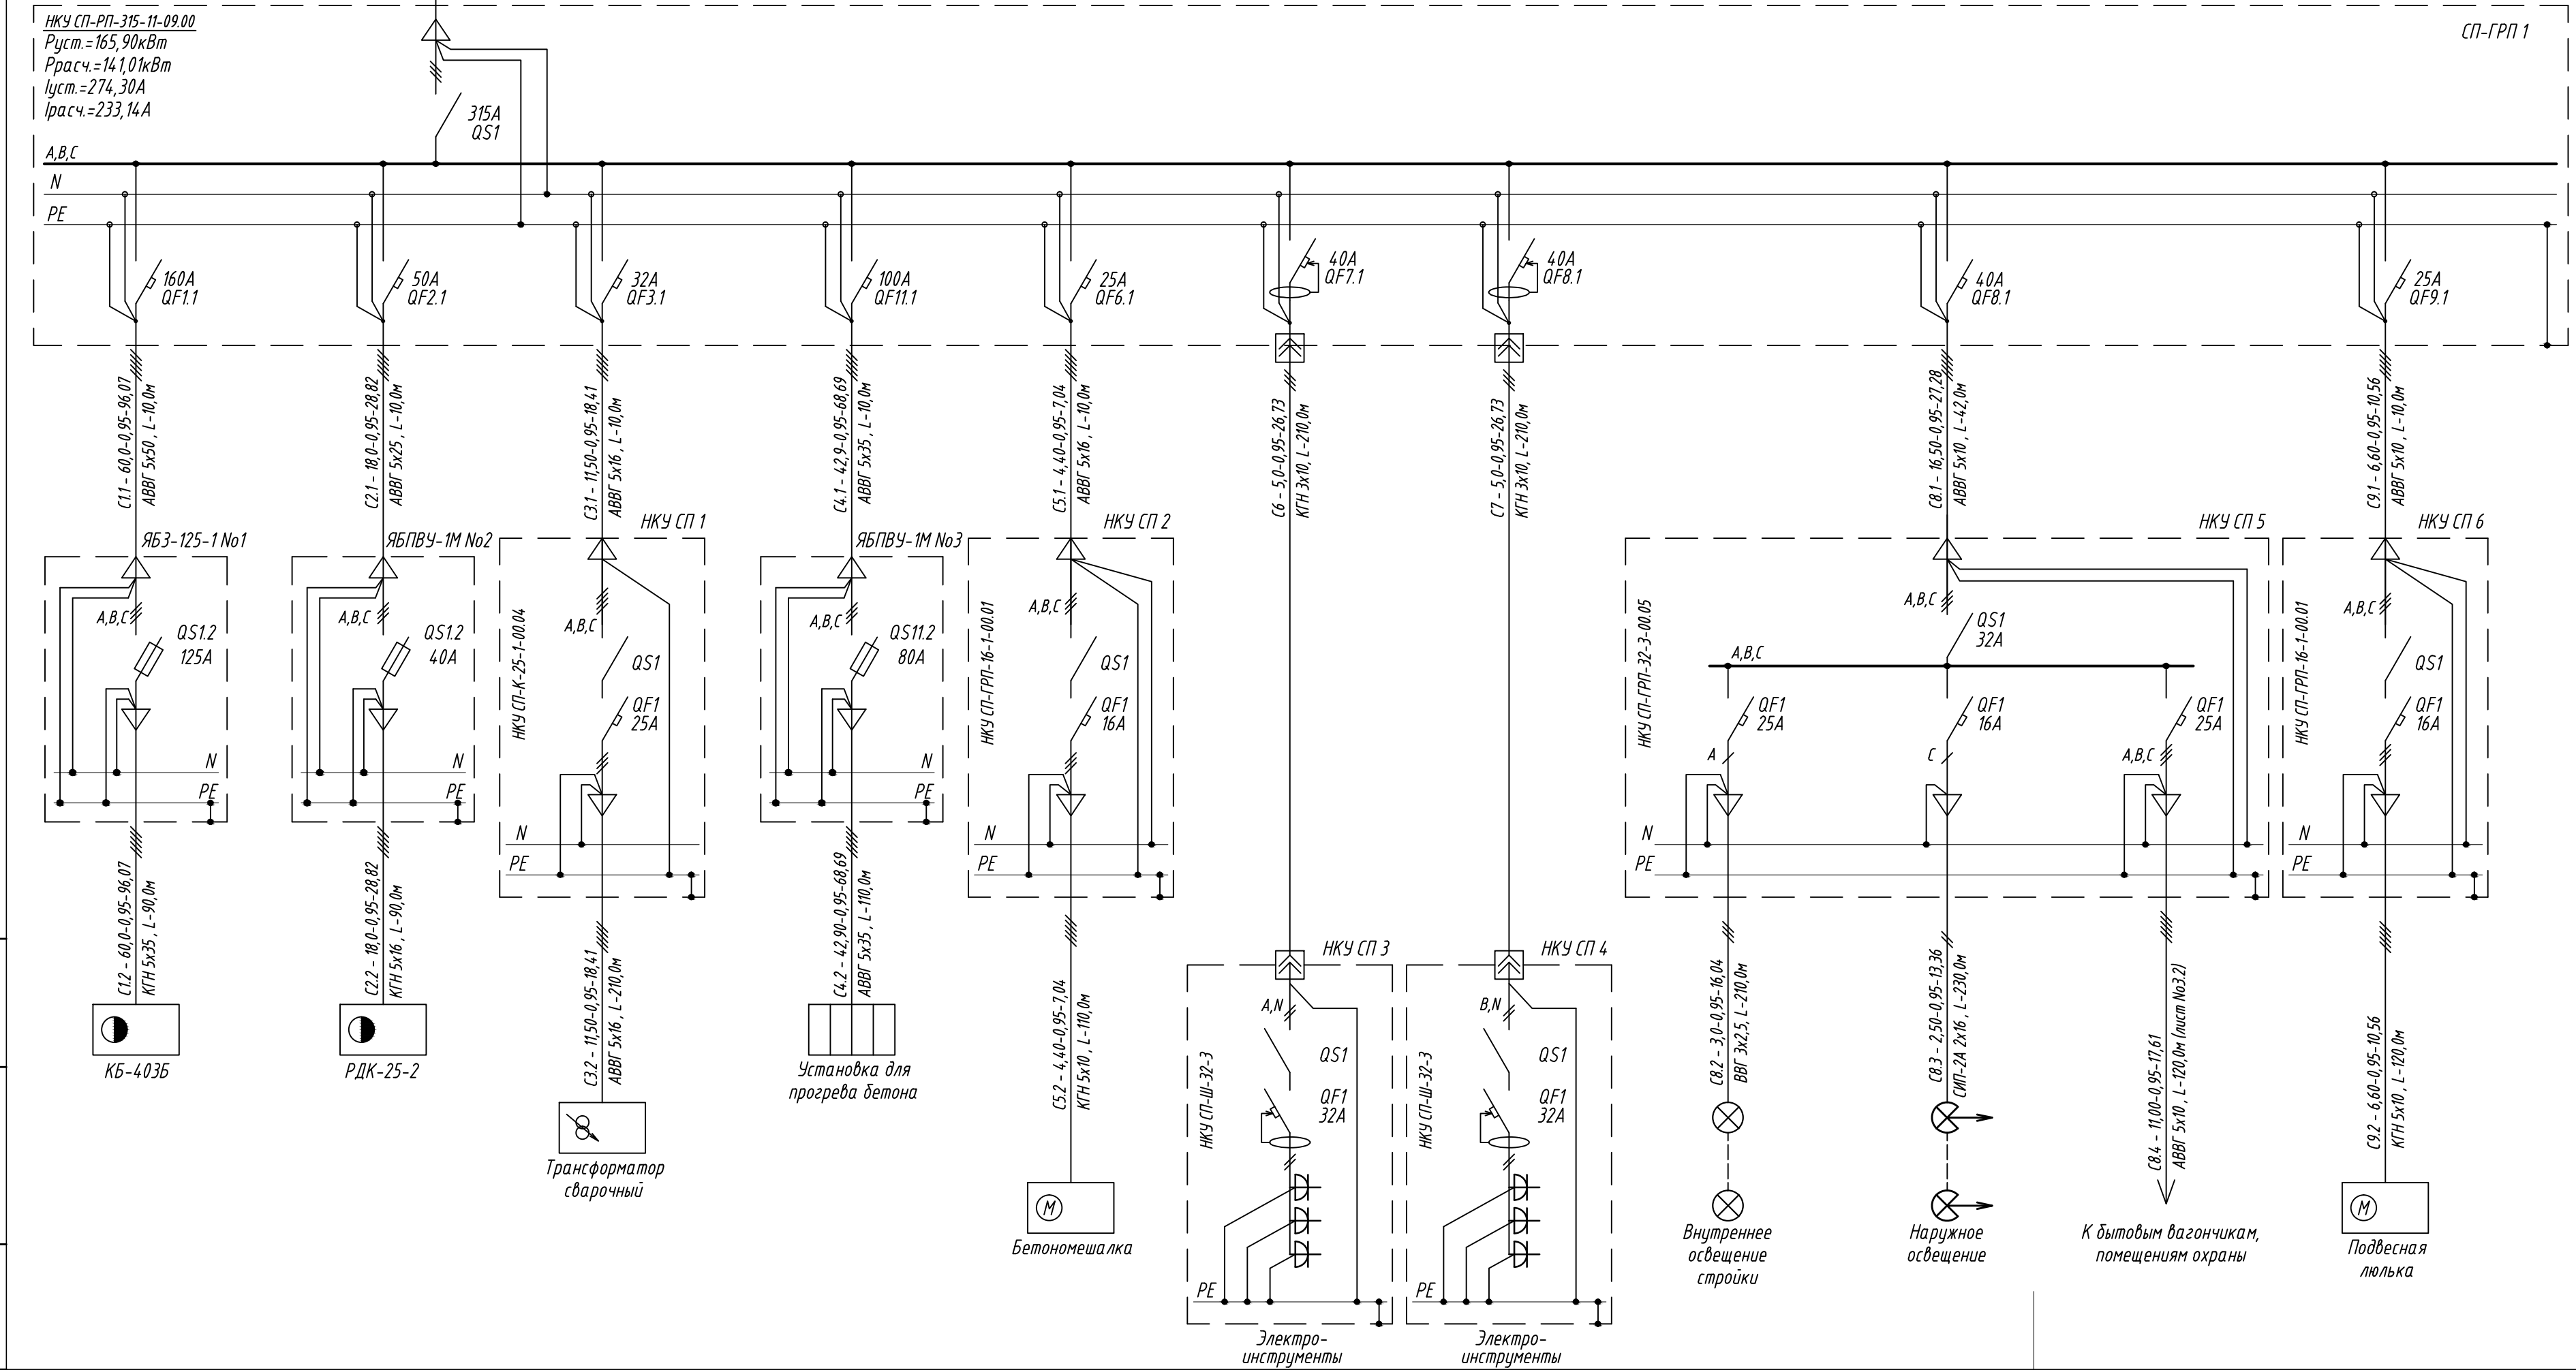 НКУ СП-РП-315-11-09.00
Руст.=165,90кВт
Ррасч.=141,01кВт
Iуст.=274,30А
Iрасч.=233,14А
СП-ГРП 1
315А
QS1
A,B,C
N
PE
160А
QF1.1
50А
QF2.1
32А
QF3.1
100А
QF11.1
25А
QF6.1
40А
QF7.1
40А
QF8.1
40А
QF8.1
25А
QF9.1
С1.1 - 60,0-0,95-96,07
АВВГ 5х50, L-10,0м
С2.1 - 18,0-0,95-28,82
АВВГ 5х25, L-10,0м
С3.1 - 11,50-0,95-18,41
АВВГ 5х16, L-10,0м
С4.1 - 42,9-0,95-68,69
АВВГ 5х35, L-10,0м
С5.1 - 4,40-0,95-7,04
АВВГ 5х16, L-10,0м
С6 - 5,0-0,95-26,73
КГН 3х10, L-210,0м
С7 - 5,0-0,95-26,73
КГН 3х10, L-210,0м
С8.1 - 16,50-0,95-27,28
АВВГ 5х10, L-42,0м
С9.1 - 6,60-0,95-10,56
АВВГ 5х10, L-10,0м
ЯБЗ-125-1 No1
A,B,C
QS1.2
125А
N
PE
С1.2 - 60,0-0,95-96,07
КГН 5х35, L-90,0м
КБ-403Б
ЯБПВУ-1М No2
A,B,C
QS1.2
40А
N
PE
С2.2 - 18,0-0,95-28,82
КГН 5х16, L-90,0м
РДК-25-2
НКУ СП 1
НКУ СП-К-25-1-00.04
A,B,C
QS1
QF1
25А
N
PE
С3.2 - 11,50-0,95-18,41
АВВГ 5х16, L-210,0м
Трансформатор
сварочный
ЯБПВУ-1М No3
A,B,C
QS11.2
80А
N
PE
С4.2 - 42,90-0,95-68,69
АВВГ 5х35, L-110,0м
Установка для
прогрева бетона
НКУ СП 2
НКУ СП-ГРП-16-1-00.01
A,B,C
QS1
QF1
16А
N
PE
С5.2 - 4,40-0,95-7,04
КГН 5х10, L-110,0м
М
Бетономешалка
НКУ СП 3
НКУ СП-Ш-32-3
A,N
QS1
QF1
32А
PE
Электро-
инструменты
НКУ СП 4
НКУ СП-Ш-32-3
B,N
QS1
QF1
32А
PE
Электро-
инструменты
НКУ СП 5
НКУ СП-ГРП-32-3-00.05
A,B,C
QS1
32А
A,B,C
QF1
25А
QF1
16А
QF1
25А
A
C
A,B,C
N
PE
С8.2 - 3,0-0,95-16,04
ВВГ 3х2,5, L-210,0м
Внутреннее
освещение
стройки
С8.3 - 2,50-0,95-13,36
СИП-2А 2х16, L-230,0м
Наружное
освещение
С8.4 - 11,00-0,95-17,61
АВВГ 5х10, L-120,0м (лист No3.2)
К бытовым вагончикам,
помещениям охраны
НКУ СП 6
НКУ СП-ГРП-16-1-00.01
A,B,C
QS1
QF1
16А
N
PE
С9.2 - 6,60-0,95-10,56
КГН 5х10, L-120,0м
М
Подвесная
люлька